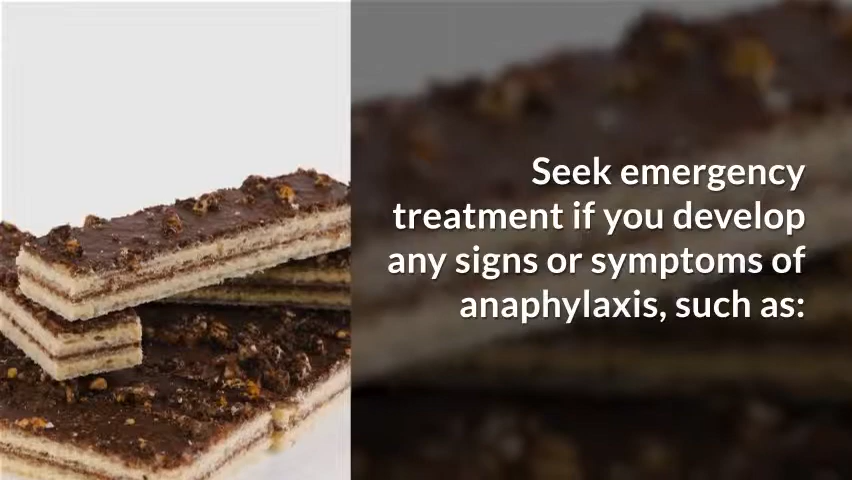 Seek emergency
treatment if you develop
any signs or symptoms of
anaphylaxis, such as: